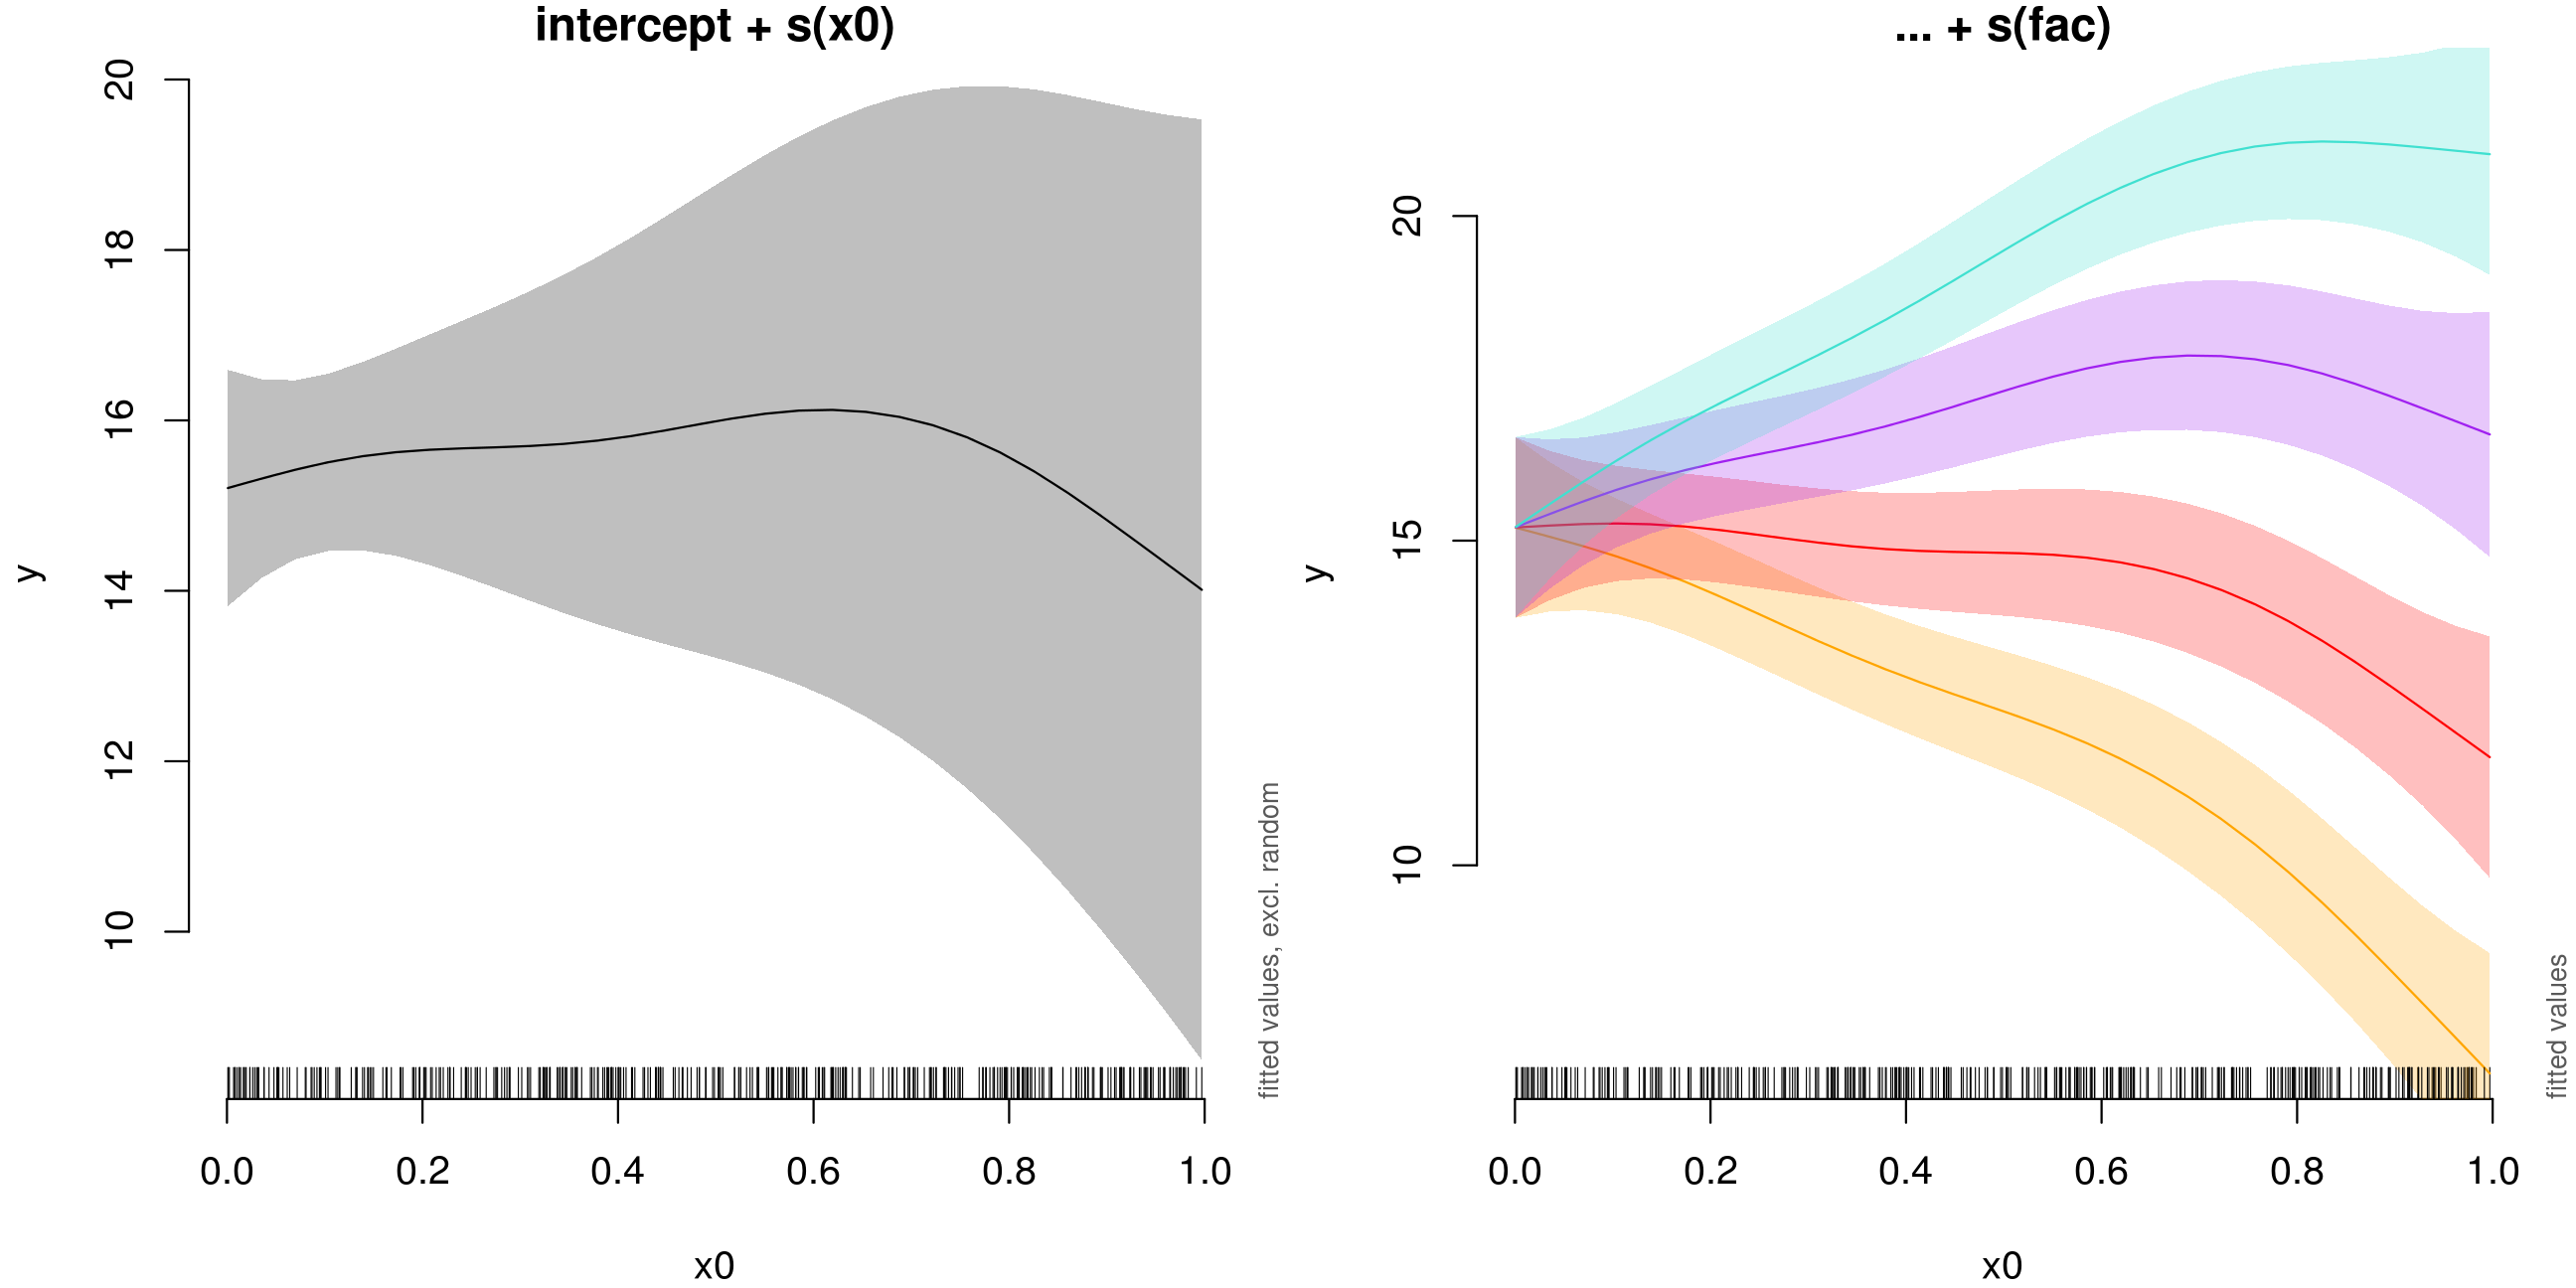 intercept + s(x0)
20
18
16
14
12
10
y
0.0 0.2 0.4 0.6 0.8 1.0
x0
fitted values, excl. random
... + s(fac)
20
15
10
y
0.0 0.2 0.4 0.6 0.8 1.0
x0
fitted values